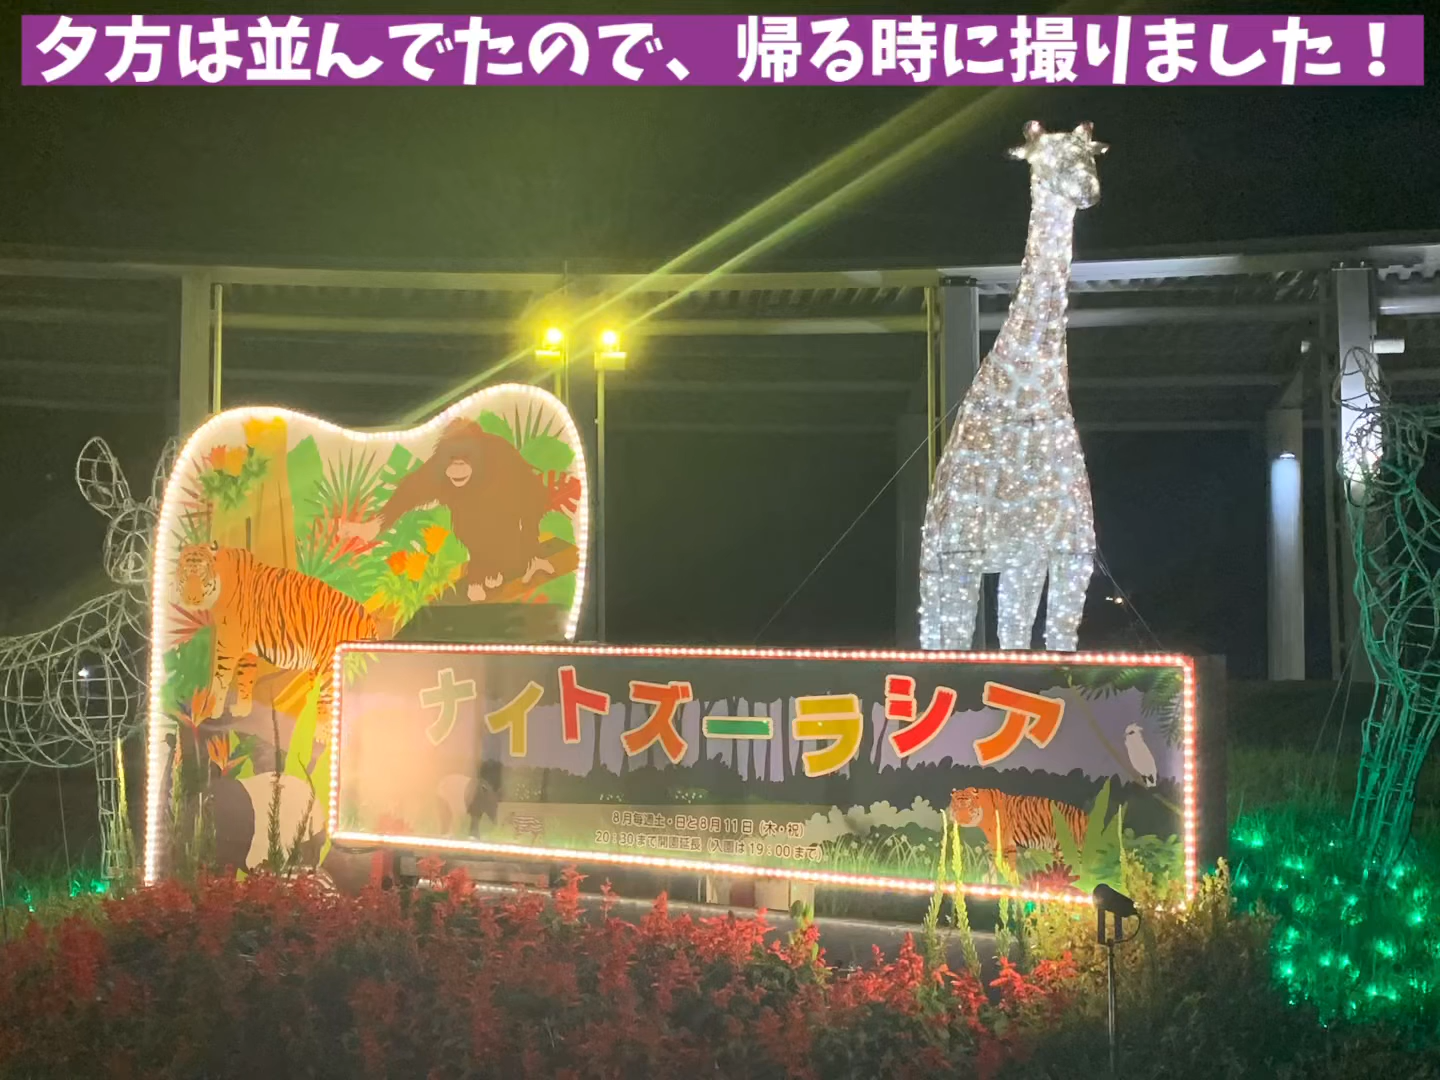 夕方は並んでたので、帰る時に撮りました！
ナイトズーラシア
8月毎週土・日と8月11日（木・祝）
20：30まで開園延長（入園は19：00まで）